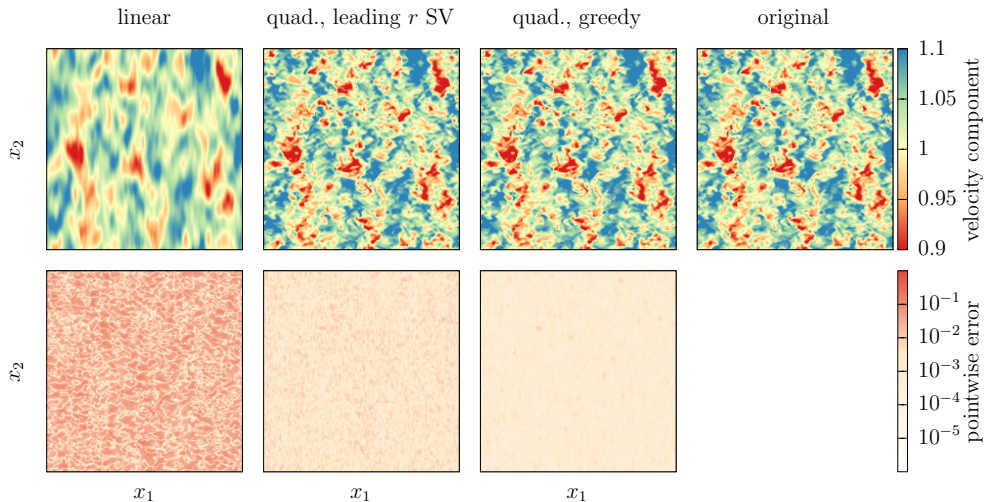 linear
quad., leading r SV
quad., greedy
original
x2
1.1
1.05
1
0.95
0.9
velocity component
x2
10−1
10−2
10−3
10−4
10−5
pointwise error
x1
x1
x1